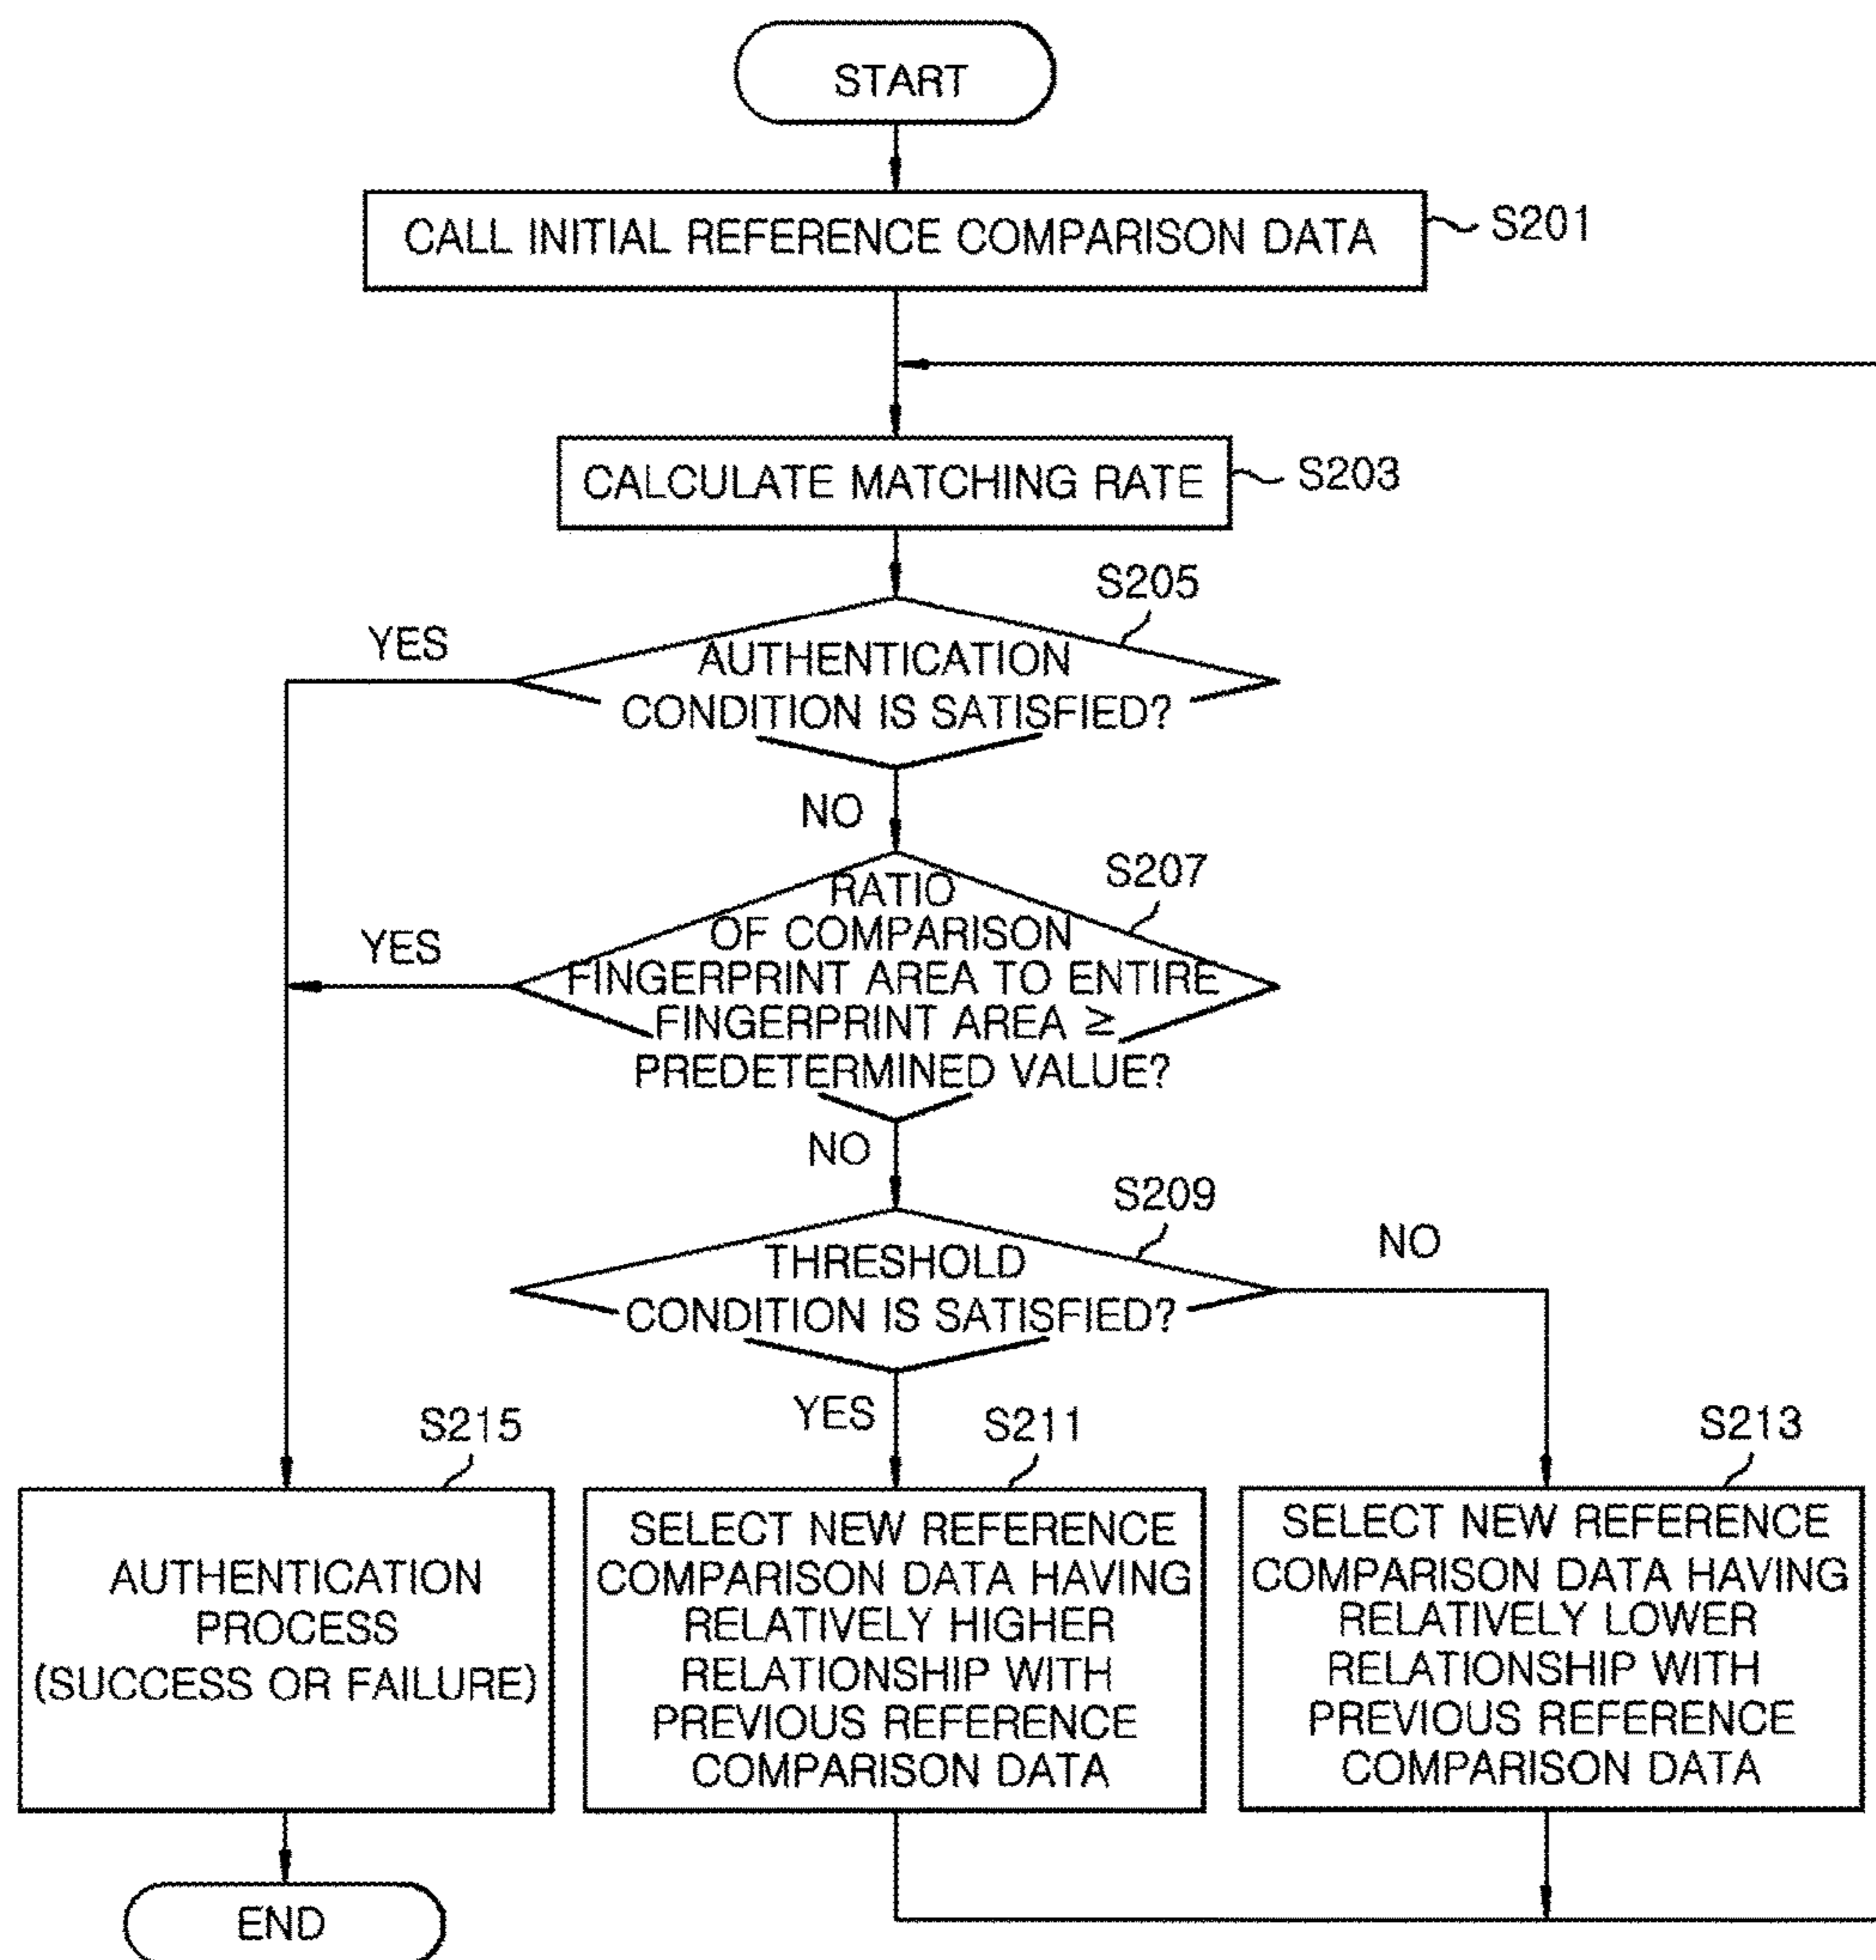 START
CALL INITIAL REFERENCE COMPARISON DATA
S201
CALCULATE MATCHING RATE
S203
S205
YES
AUTHENTICATION
CONDITION IS SATISFIED?
NO
S207
RATIO
OF COMPARISON
YES
FINGERPRINT AREA TO ENTIRE
FINGERPRINT AREA ≥
PREDETERMINED VALUE?
NO
S209
NO
THRESHOLD
CONDITION IS SATISFIED?
YES
S215
AUTHENTICATION
PROCESS
(SUCCESS OR FAILURE)
S211
SELECT NEW REFERENCE
COMPARISON DATA HAVING
RELATIVELY HIGHER
RELATIONSHIP WITH
PREVIOUS REFERENCE
COMPARISON DATA
S213
SELECT NEW REFERENCE
COMPARISON DATA HAVING
RELATIVELY LOWER
RELATIONSHIP WITH
PREVIOUS REFERENCE
COMPARISON DATA
END